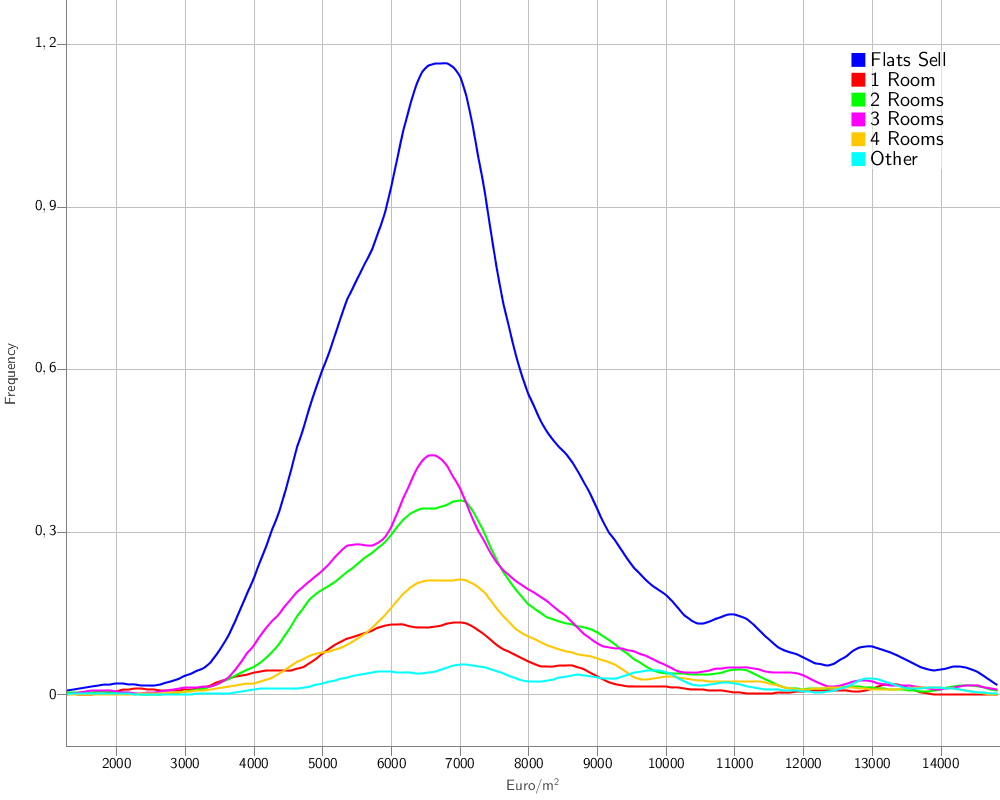 1, 2
0, 9
0, 6
0, 3
0
Frequency
Flats Sell
1 Room
2 Rooms
3 Rooms
4 Rooms
Other
2000 3000 4000 5000 6000 7000 8000 9000 10000 11000 12000 13000 14000
Euro/m²